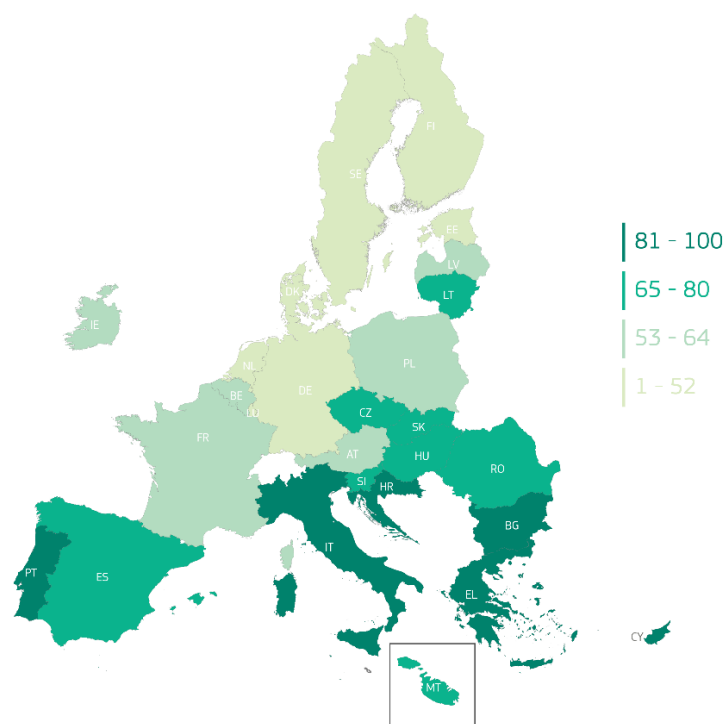 FI
SE
EE
81 - 100
LV
65 - 80
DK
LT
IE
53 - 64
PL
NL
1 - 52
BE
DE
LU
CZ
SK
FR
AT
HU
RO
SI
HR
BG
IT
PT
ES
EL
CY
MT